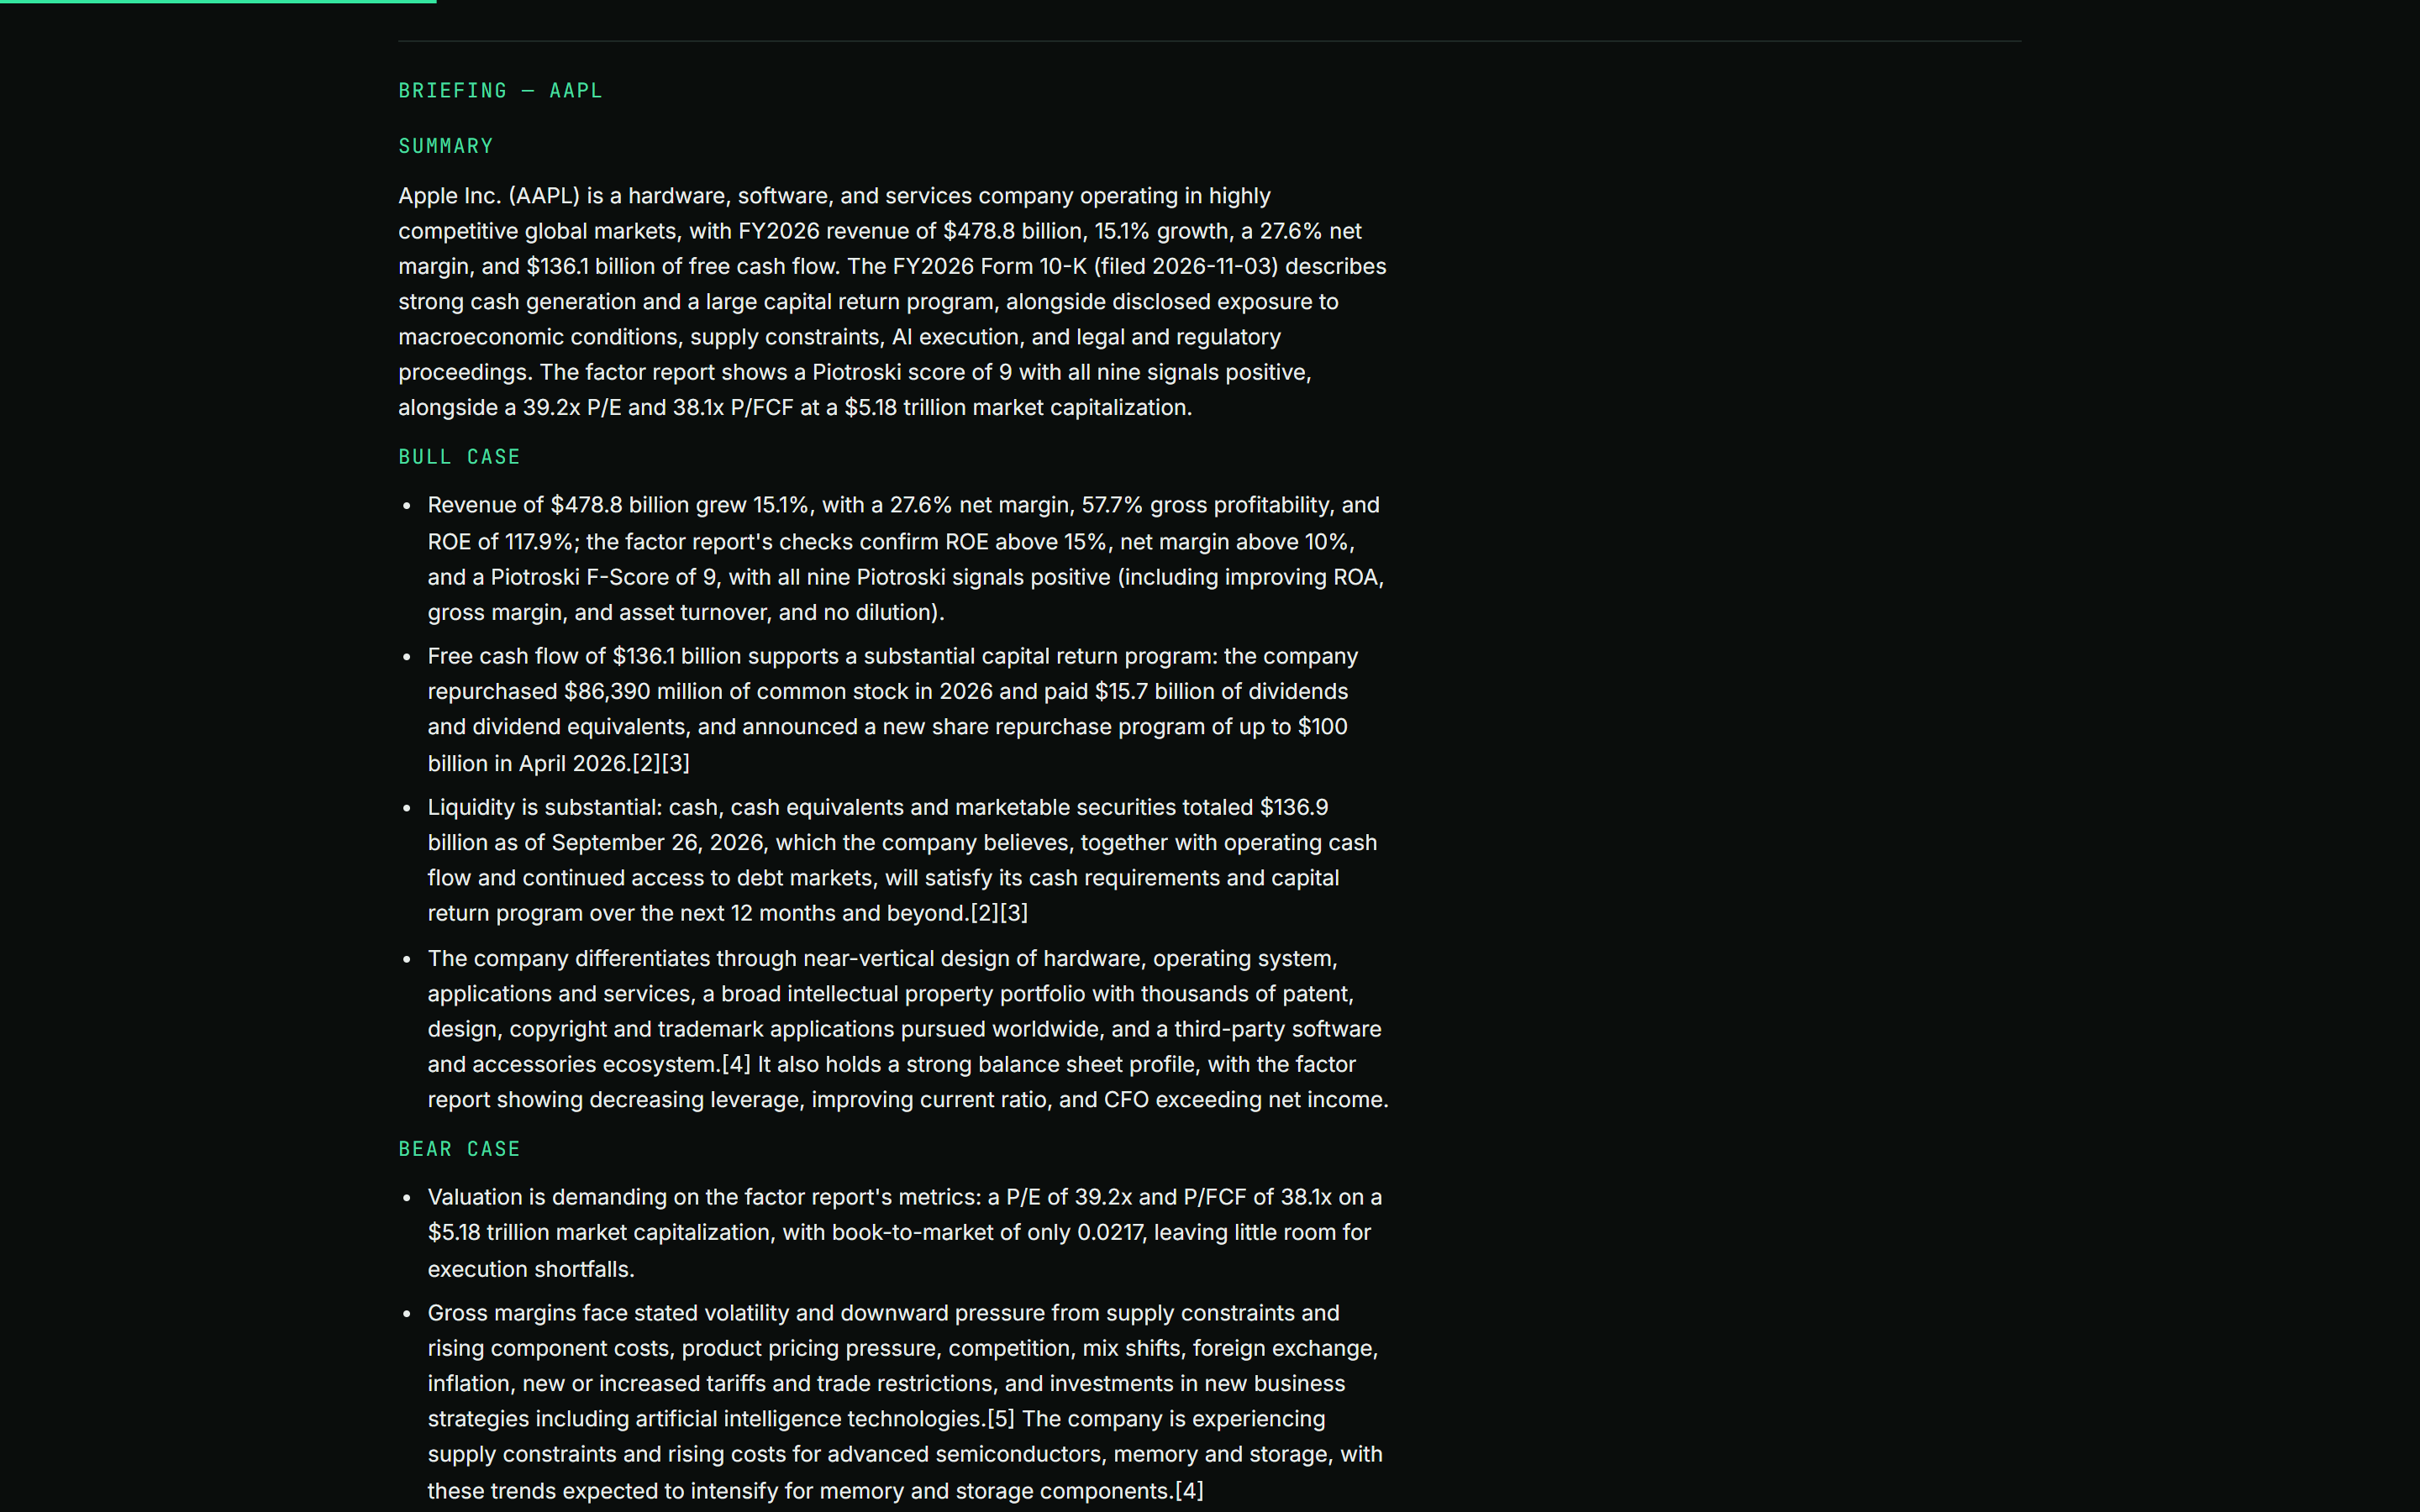 BRIEFING — AAPL
SUMMARY
Apple Inc. (AAPL) is a hardware, software, and services company operating in highly
competitive global markets, with FY2026 revenue of $478.8 billion, 15.1% growth, a 27.6% net
margin, and $136.1 billion of free cash flow. The FY2026 Form 10-K (filed 2026-11-03) describes
strong cash generation and a large capital return program, alongside disclosed exposure to
macroeconomic conditions, supply constraints, AI execution, and legal and regulatory
proceedings. The factor report shows a Piotroski score of 9 with all nine signals positive,
alongside a 39.2x P/E and 38.1x P/FCF at a $5.18 trillion market capitalization.
BULL CASE
• Revenue of $478.8 billion grew 15.1%, with a 27.6% net margin, 57.7% gross profitability, and
ROE of 117.9%; the factor report's checks confirm ROE above 15%, net margin above 10%,
and a Piotroski F-Score of 9, with all nine Piotroski signals positive (including improving ROA,
gross margin, and asset turnover, and no dilution).
• Free cash flow of $136.1 billion supports a substantial capital return program: the company
repurchased $86,390 million of common stock in 2026 and paid $15.7 billion of dividends
and dividend equivalents, and announced a new share repurchase program of up to $100
billion in April 2026.[2][3]
• Liquidity is substantial: cash, cash equivalents and marketable securities totaled $136.9
billion as of September 26, 2026, which the company believes, together with operating cash
flow and continued access to debt markets, will satisfy its cash requirements and capital
return program over the next 12 months and beyond.[2][3]
• The company differentiates through near-vertical design of hardware, operating system,
applications and services, a broad intellectual property portfolio with thousands of patent,
design, copyright and trademark applications pursued worldwide, and a third-party software
and accessories ecosystem.[4] It also holds a strong balance sheet profile, with the factor
report showing decreasing leverage, improving current ratio, and CFO exceeding net income.
BEAR CASE
• Valuation is demanding on the factor report's metrics: a P/E of 39.2x and P/FCF of 38.1x on a
$5.18 trillion market capitalization, with book-to-market of only 0.0217, leaving little room for
execution shortfalls.
• Gross margins face stated volatility and downward pressure from supply constraints and
rising component costs, product pricing pressure, competition, mix shifts, foreign exchange,
inflation, new or increased tariffs and trade restrictions, and investments in new business
strategies including artificial intelligence technologies.[5] The company is experiencing
supply constraints and rising costs for advanced semiconductors, memory and storage, with
these trends expected to intensify for memory and storage components.[4]